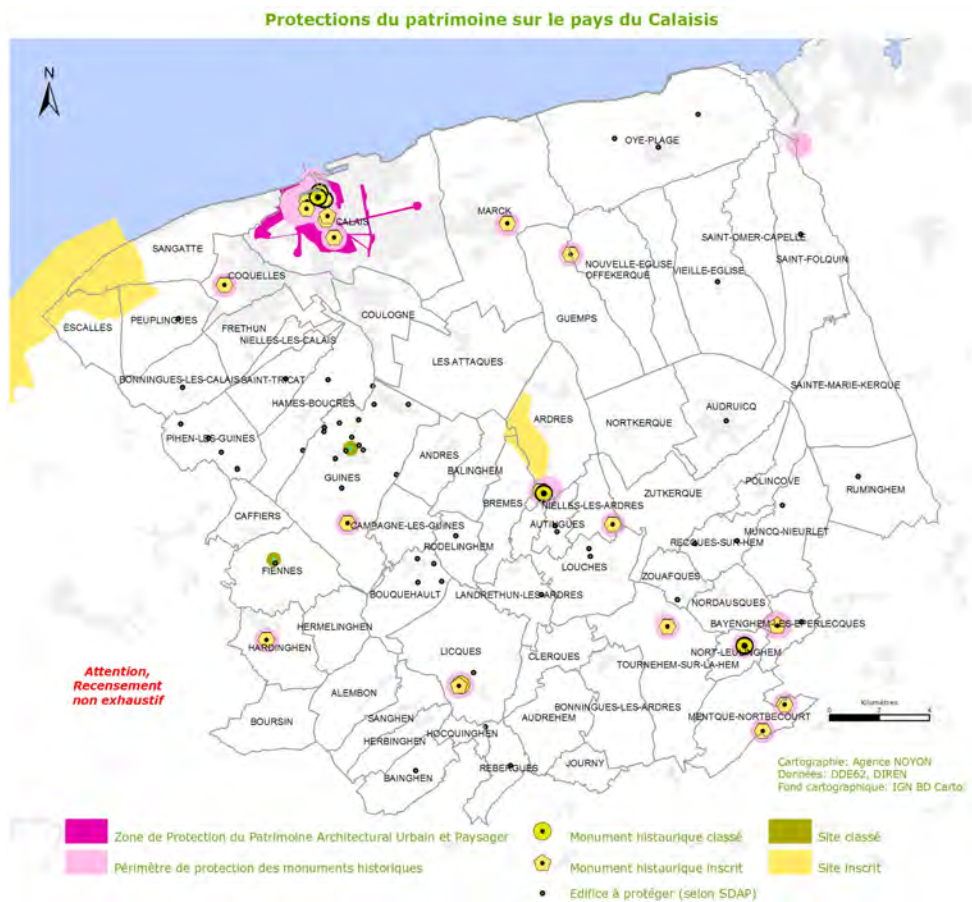 Protections du patrimoine sur le pays du Calaisis
N
OYE-PLAGE
MARCK
CALAIS
SAINT-OMER-CAPELLE
SANGATTE
SAINT-FOLQUIN
NOUVELLE-EGLISE
COQUELLES
OFFEKERQUE
VIEILLE-EGLISE
PEUPLINGUES
COULOGNE
GUEMPS
ESCALLES
FRETHUN
NIELLES-LES-CALAIS
LES ATTAQUES
BONNINGUES-LES-CALAIS
SAINT-TRICAT
SAINTE-MARIE-KERQUE
HAMES-BOUCRES
AUDRUICQ
ARDRES
NORTKERQUE
PIHEN-LES-GUINES
ANDRES
BALINGHEM
GUINES
POLINCOVE
RUMINGHEM
ZUTKERQUE
BREMES
NIELLES-LES-ARDRES
CAFFIERS
CAMPAGNE-LES-GUINES
AUTINGUES
MUNCQ-NIEURLET
RODELINGHEM
RECQUES-SUR-HEM
LOUCHES
FIENNES
ZOUAFQUES
BOUQUEHAULT
LANDRETHUN-LES-ARDRES
NORDAUSQUES
HERMELINGHEN
BAYENGHEM-LES-EPERLECQUES
HARDINGHEN
LICQUES
CLERQUES
NORT-LEULINGHEM
TOURNEHEM-SUR-LA-HEM
Attention,
Recensement
non exhaustif
ALEMBON
BONNINGUES-LES-ARDRES
Kilomètres
BOURSIN
SANGHEN
AUDREHEM
MENTQUE-NORTBECOURT
0 2 4
HOCQUINGHEN
HERBINGHEN
BAINGHEN
REBERGUES
JOURNY
Cartographie: Agence NOYON
Données: DDE62, DIREN
Fond cartographique: IGN BD Carto
Zone de Protection du Patrimoine Architectural Urbain et Paysager
Monument histaurique classé
Site classé
Périmètre de protection des monuments historiques
Monument histaurique inscrit
Site inscrit
Edifice à protéger (selon SDAP)